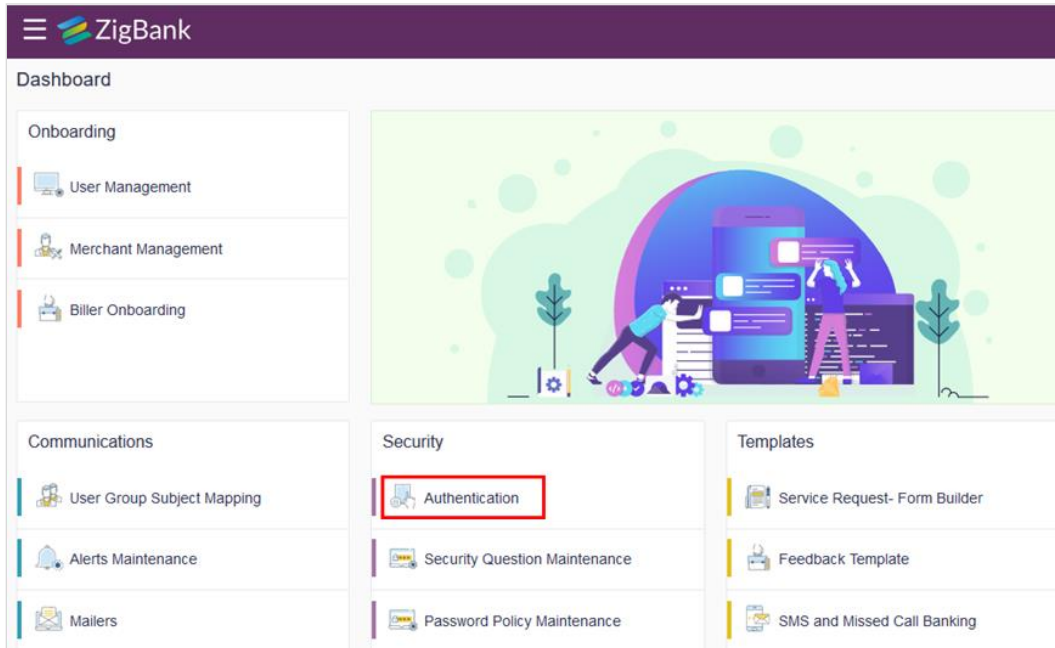 ZigBank
Dashboard
Onboarding
User Management
Merchant Management
Biller Onboarding
Communications
User Group Subject Mapping
Alerts Maintenance
Mailers
Security
Authentication
Security Question Maintenance
Password Policy Maintenance
Templates
Service Request- Form Builder
Feedback Template
SMS and Missed Call Banking